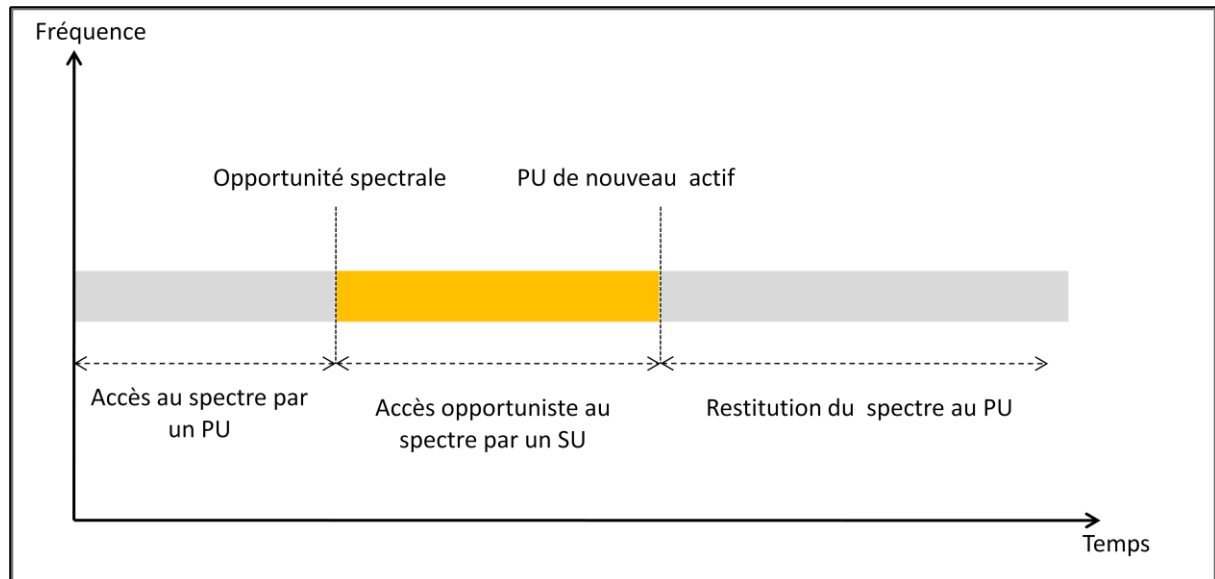 Fréquence
Opportunité spectrale
PU de nouveau actif
Accès au spectre par
un PU
Accès opportuniste au
spectre par un SU
Restitution du spectre au PU
Temps